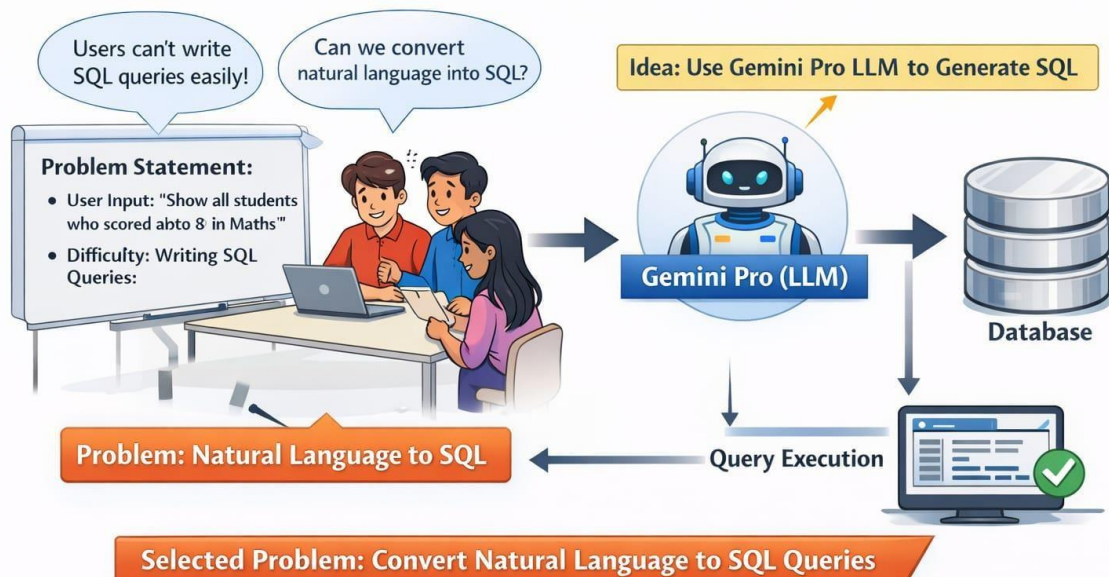 Users can't write
SQL queries easily!
Can we convert
natural language into SQL?
Idea: Use Gemini Pro LLM to Generate SQL
Problem Statement:
• User Input: "Show all students
who scored abto 8 in Maths'"
• Difficulty: Writing SQL
Queries:
Gemini Pro (LLM)
Database
Problem: Natural Language to SQL
Query Execution
Selected Problem: Convert Natural Language to SQL Queries